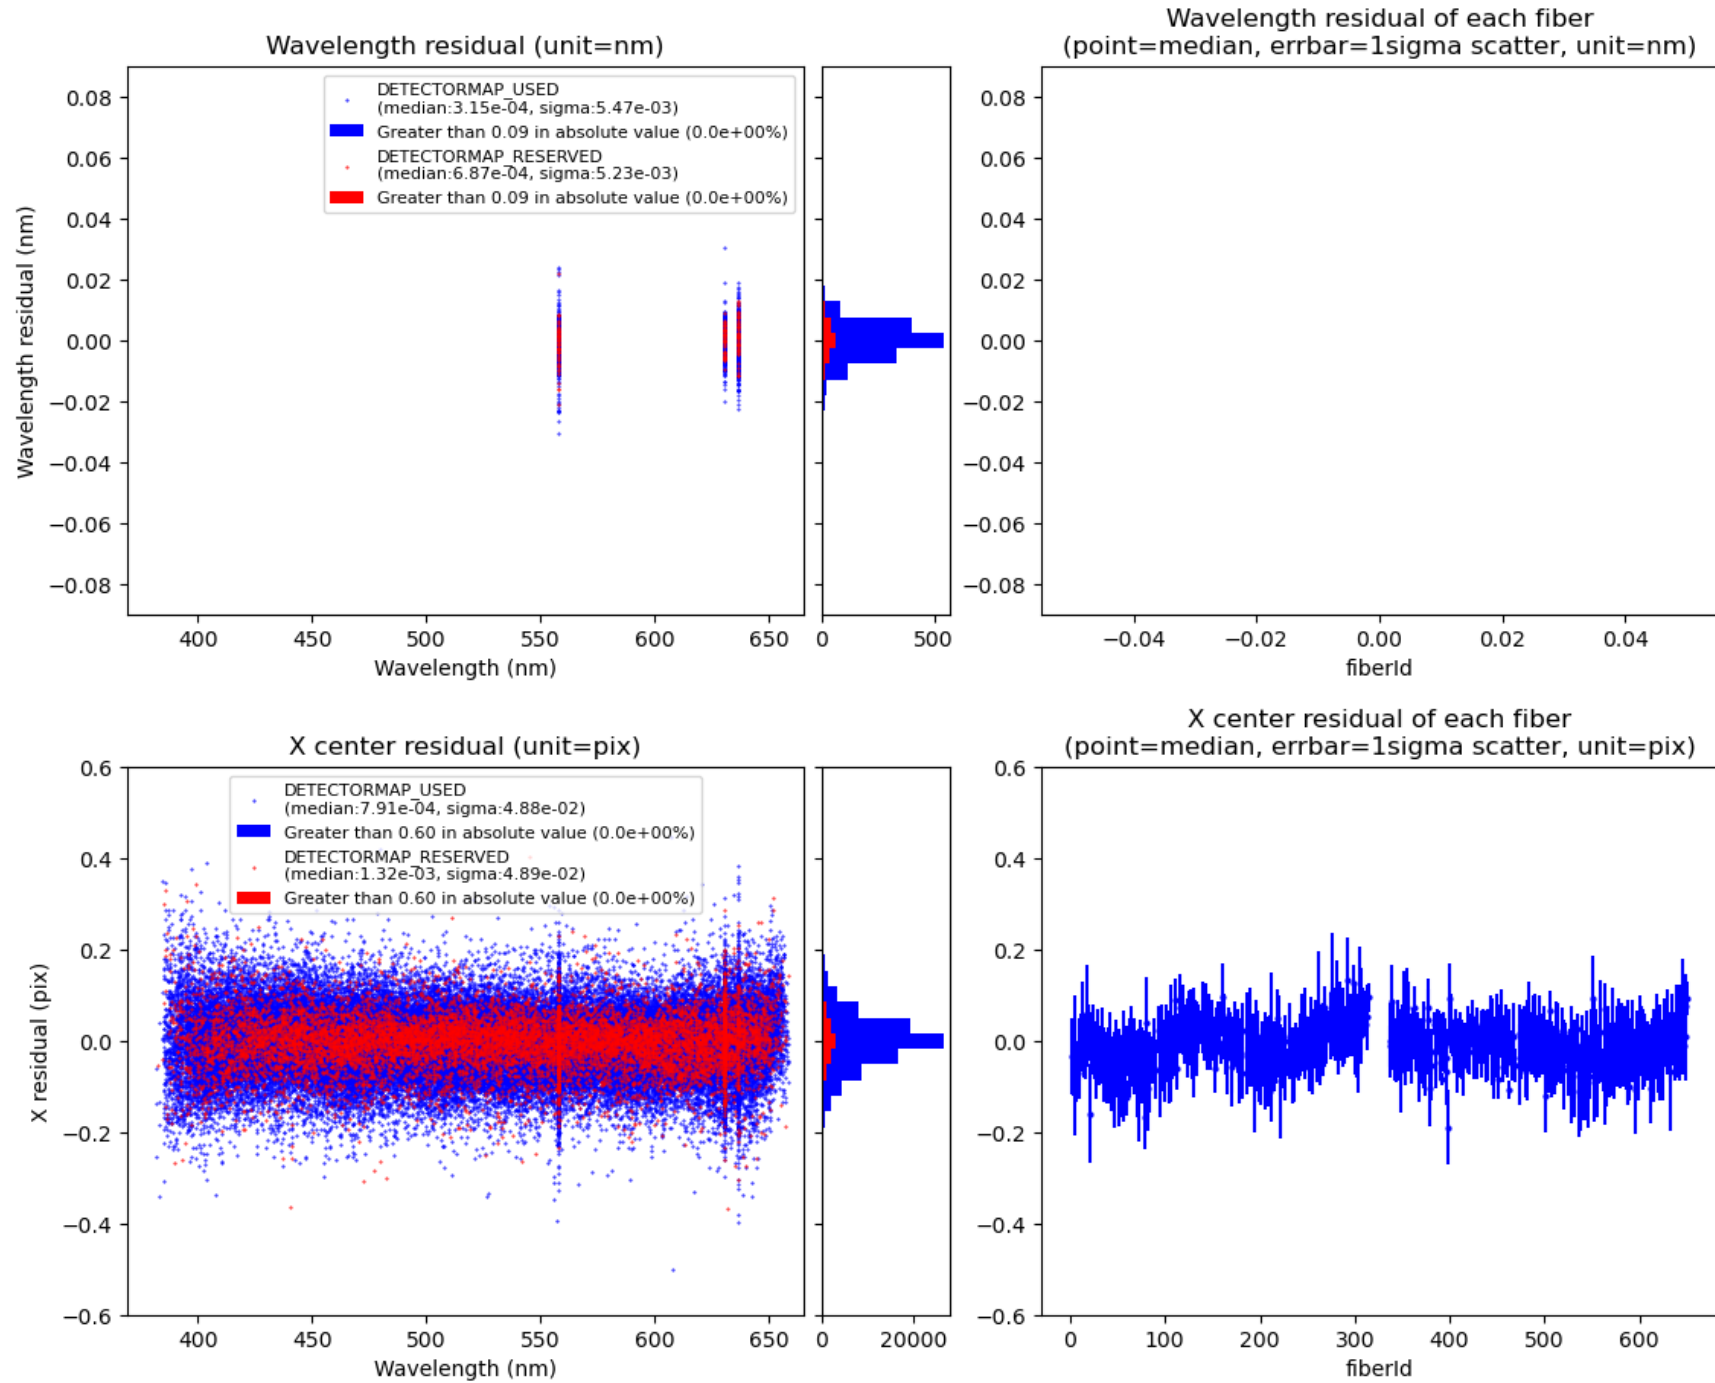 Wavelength residual (unit=nm)
DETECTORMAP_USED
(median:3.15e-04, sigma:5.47e-03)
Greater than 0.09 in absolute value (0.0e+00%)
DETECTORMAP_RESERVED
(median:6.87e-04, sigma:5.23e-03)
Greater than 0.09 in absolute value (0.0e+00%)
Wavelength residual (nm)
0.08
0.06
0.04
0.02
0.00
−0.02
−0.04
−0.06
−0.08
400 450 500 550 600 650
Wavelength (nm)
0 500
Wavelength residual of each fiber
(point=median, errbar=1sigma scatter, unit=nm)
0.08
0.06
0.04
0.02
0.00
−0.02
−0.04
−0.06
−0.08
−0.04 −0.02 0.00 0.02 0.04
fiberId
X center residual (unit=pix)
DETECTORMAP_USED
(median:7.91e-04, sigma:4.88e-02)
Greater than 0.60 in absolute value (0.0e+00%)
DETECTORMAP_RESERVED
(median:1.32e-03, sigma:4.89e-02)
Greater than 0.60 in absolute value (0.0e+00%)
X residual (pix)
0.6
0.4
0.2
0.0
−0.2
−0.4
−0.6
400 450 500 550 600 650
Wavelength (nm)
0 20000
X center residual of each fiber
(point=median, errbar=1sigma scatter, unit=pix)
0.6
0.4
0.2
0.0
−0.2
−0.4
−0.6
0 100 200 300 400 500 600
fiberId